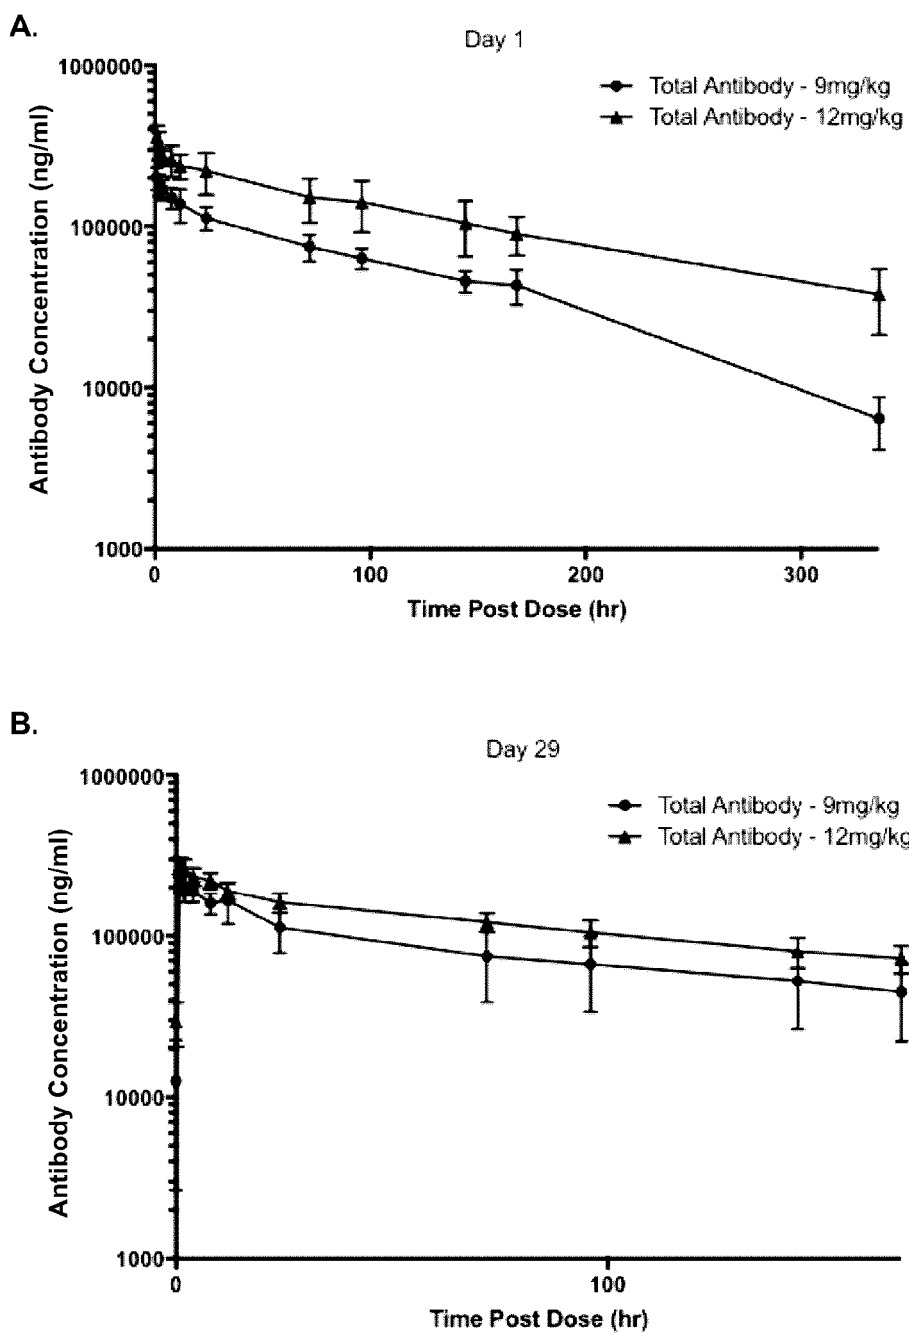 A.
Day 1
Total Antibody - 9mg/kg
Total Antibody - 12mg/kg
Antibody Concentration (ng/ml)
1000000
100000
10000
1000
0 100 200 300
Time Post Dose (hr)
B.
Day 29
Total Antibody - 9mg/kg
Total Antibody - 12mg/kg
Antibody Concentration (ng/ml)
1000000
100000
10000
1000
0 100
Time Post Dose (hr)